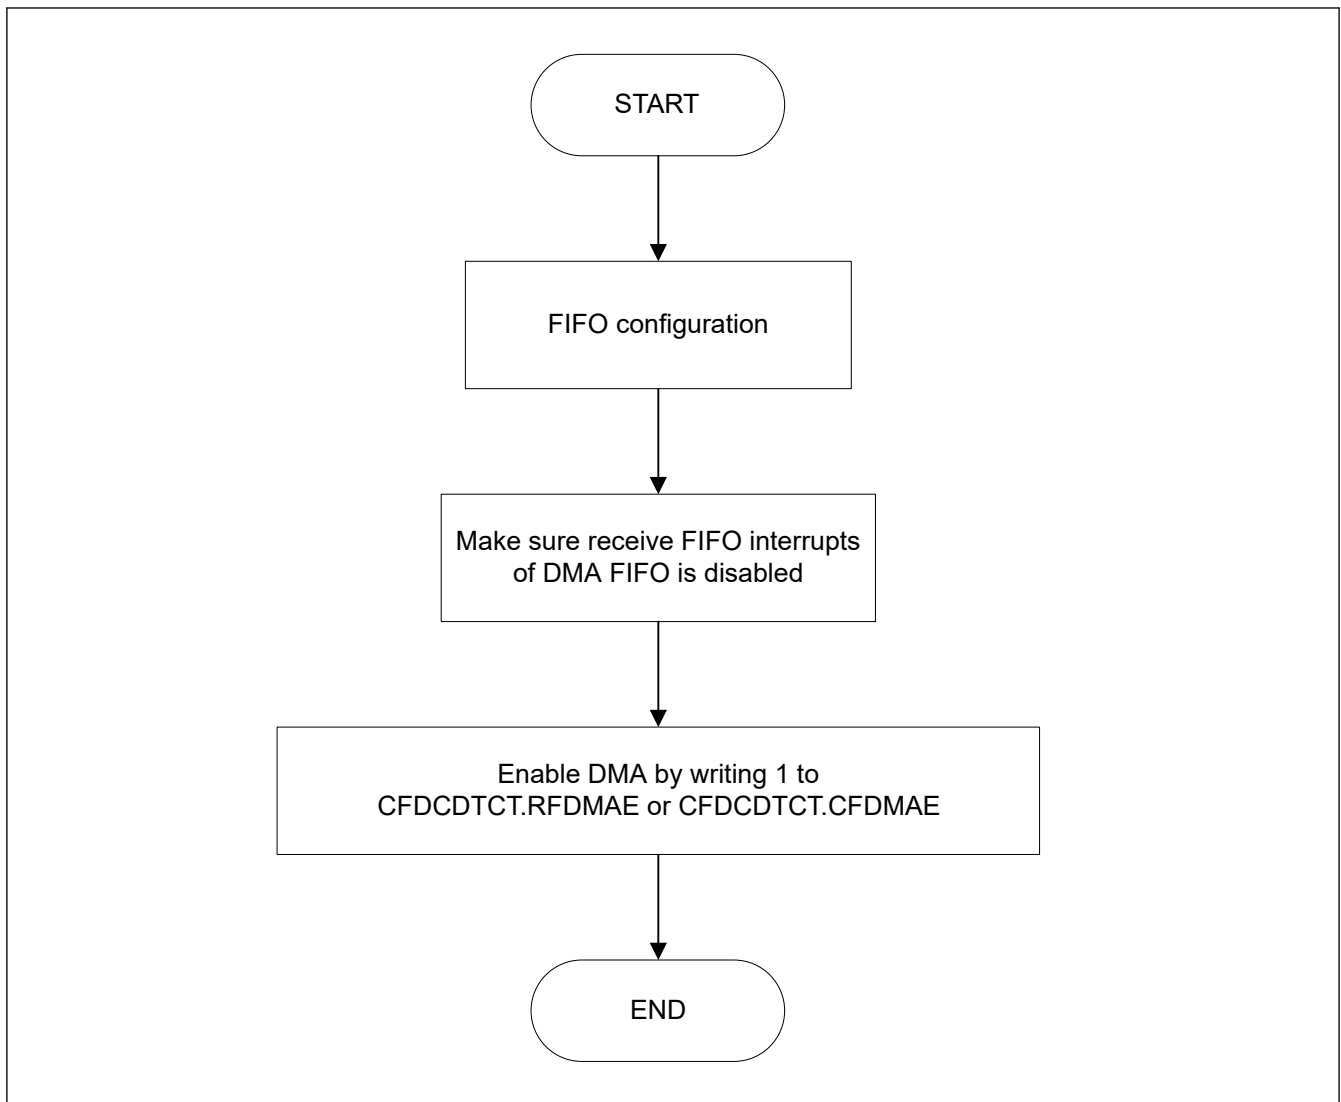 START
FIFO configuration
Make sure receive FIFO interrupts
of DMA FIFO is disabled
Enable DMA by writing 1 to
CFDCDTCT.RFDMAE or CFDCDTCT.CFDMAE
END